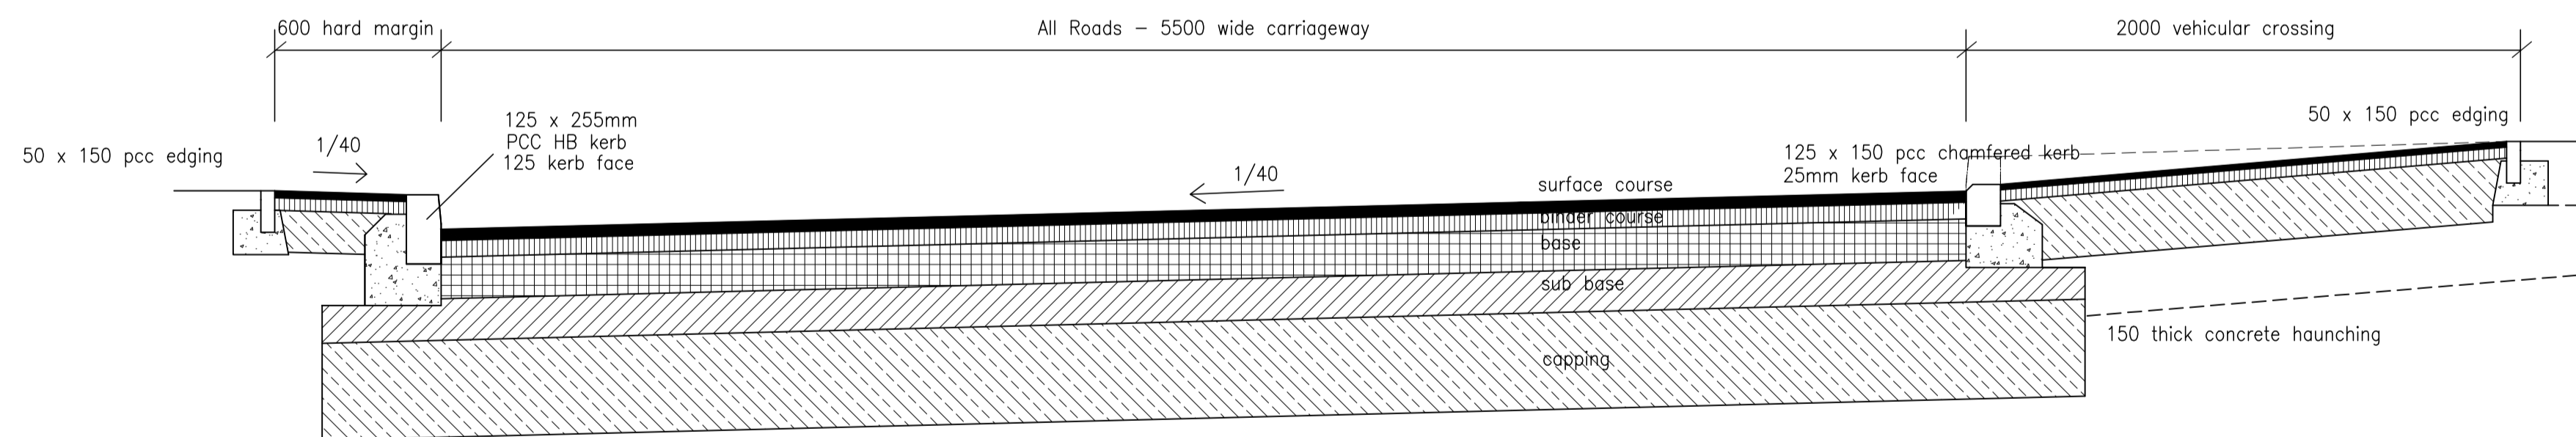 600 hard margin
All Roads - 5500 wide carriageway
2000 vehicular crossing
50 x 150 pcc edging
1/40
125 x 255mm
PCC HB kerb
125 kerb face
1/40
surface course
binder course
base
sub base
capping
125 x 150 pcc chamfered kerb
25mm kerb face
50 x 150 pcc edging
150 thick concrete haunching